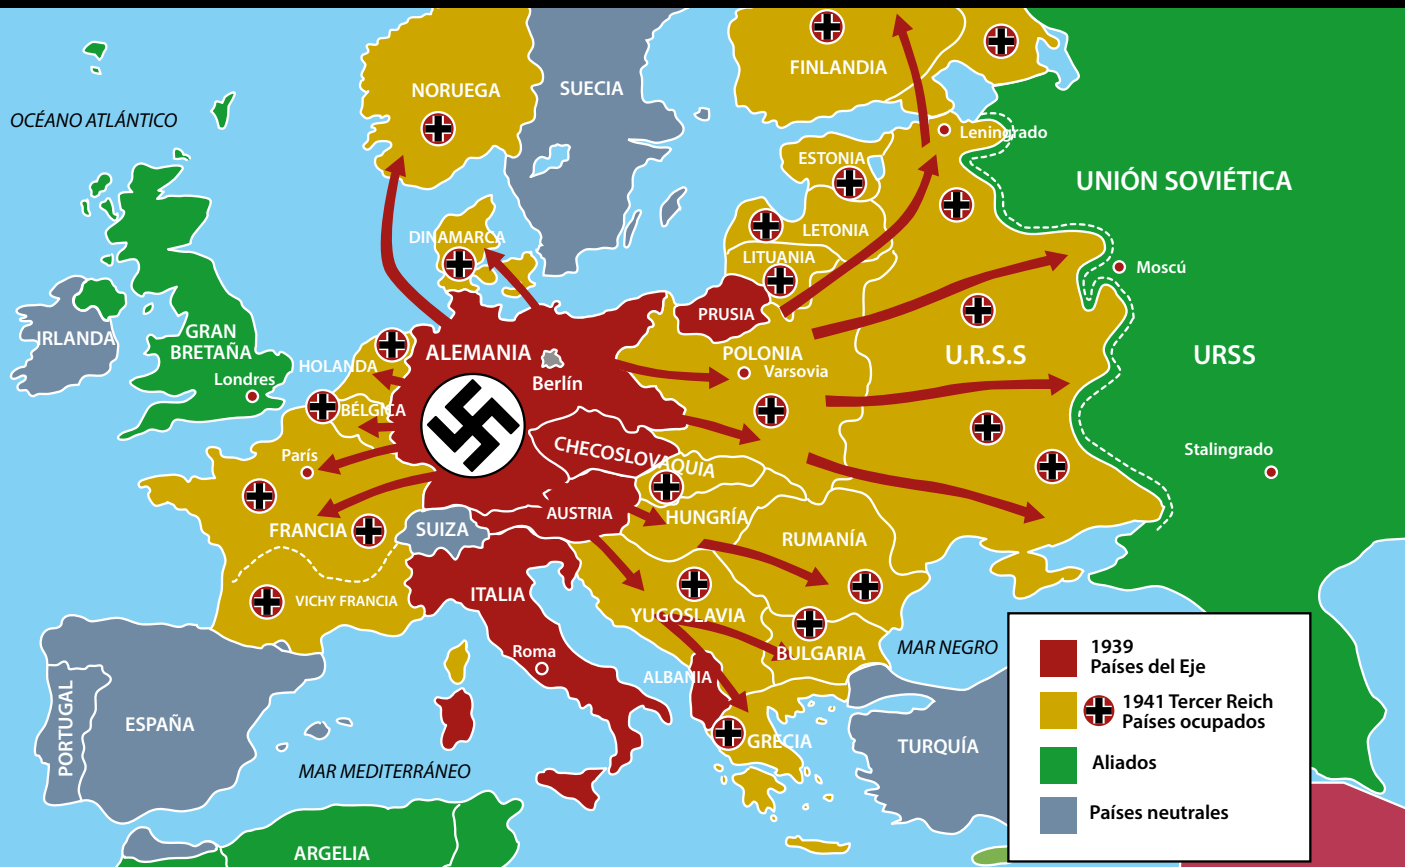 NORUEGA
SUECIA
FINLANDIA
OCÉANO ATLÁNTICO
Leningrado
ESTONIA
UNIÓN SOVIÉTICA
LETONIA
DINAMARCA
LITUANIA
Moscú
PRUSIA
IRLANDA
GRAN
BRETAÑA
HOLANDA
ALEMANIA
POLONIA
Varsovia
U.R.S.S
URSS
Londres
Berlín
BÉLGICA
CHECOSLOVAQUIA
París
Stalingrado
FRANCIA
SUIZA
AUSTRIA
HUNGRÍA
RUMANÍA
VICHY FRANCIA
ITALIA
YUGOSLAVIA
Roma
BULGARIA
MAR NEGRO
ALBANIA
PORTUGAL
ESPAÑA
GRECIA
TURQUÍA
MAR MEDITERRÁNEO
ARGELIA
1939
Países del Eje
1941 Tercer Reich
Países ocupados
Aliados
Países neutrales